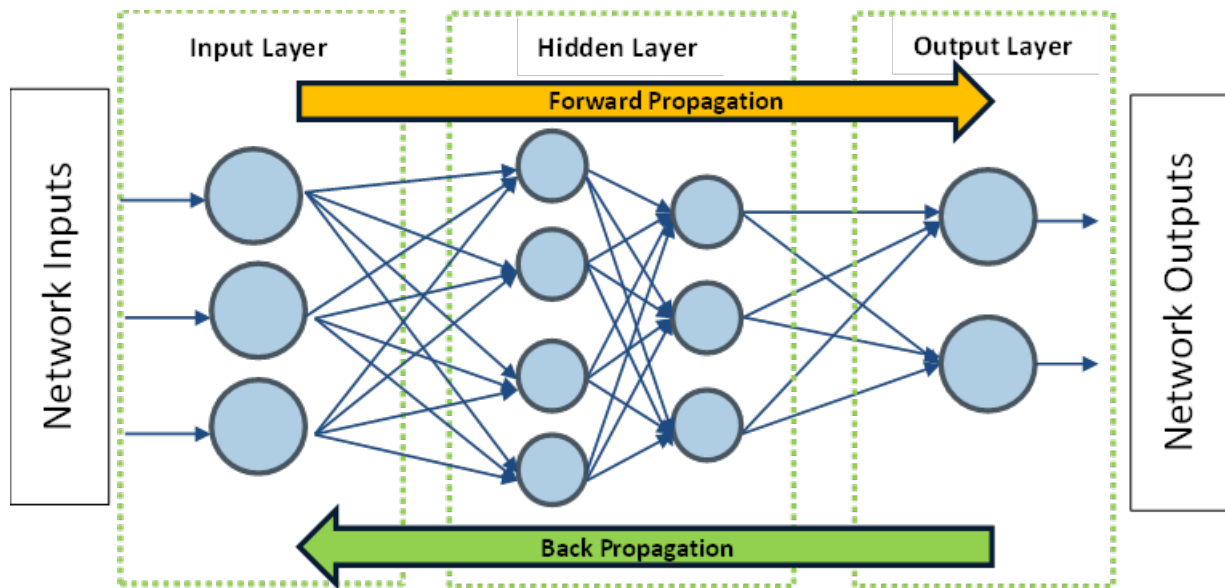 Input Layer
Hidden Layer
Output Layer
Forward Propagation
Network Inputs
Network Outputs
Back Propagation